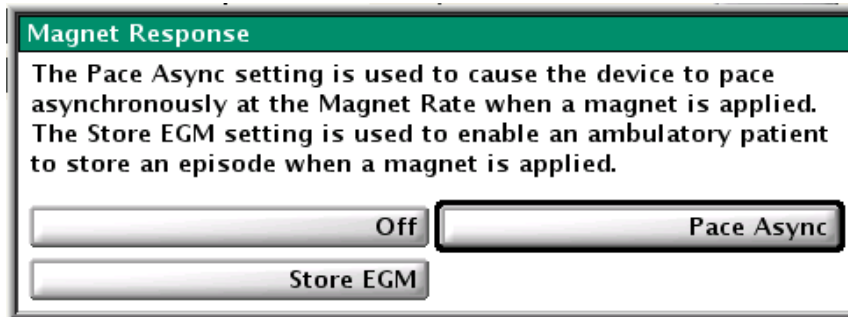 Magnet Response
The Pace Async setting is used to cause the device to pace
asynchronously at the Magnet Rate when a magnet is applied.
The Store EGM setting is used to enable an ambulatory patient
to store an episode when a magnet is applied.
Off
Pace Async
Store EGM